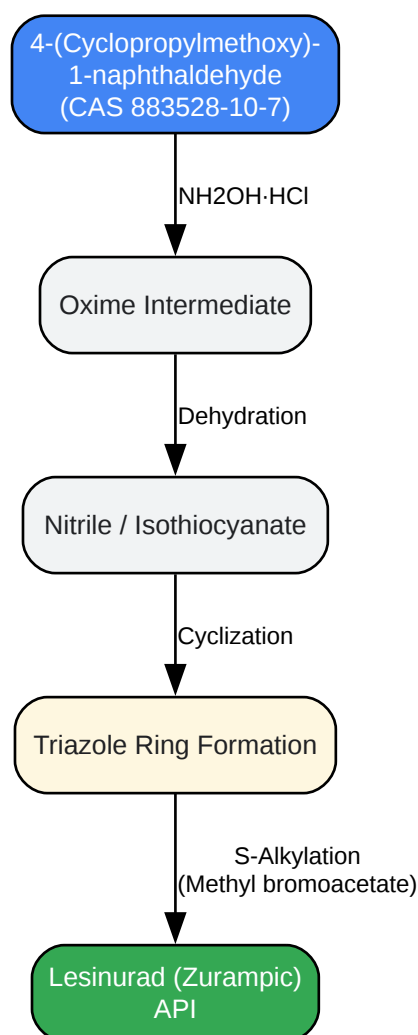 4-(Cyclopropylmethoxy)-
1-naphthaldehyde
(CAS 883528-10-7)
NH2OH·HCl
Oxime Intermediate
Dehydration
Nitrile / Isothiocyanate
Cyclization
Triazole Ring Formation
S-Alkylation
(Methyl bromoacetate)
Lesinurad (Zurampic)
API